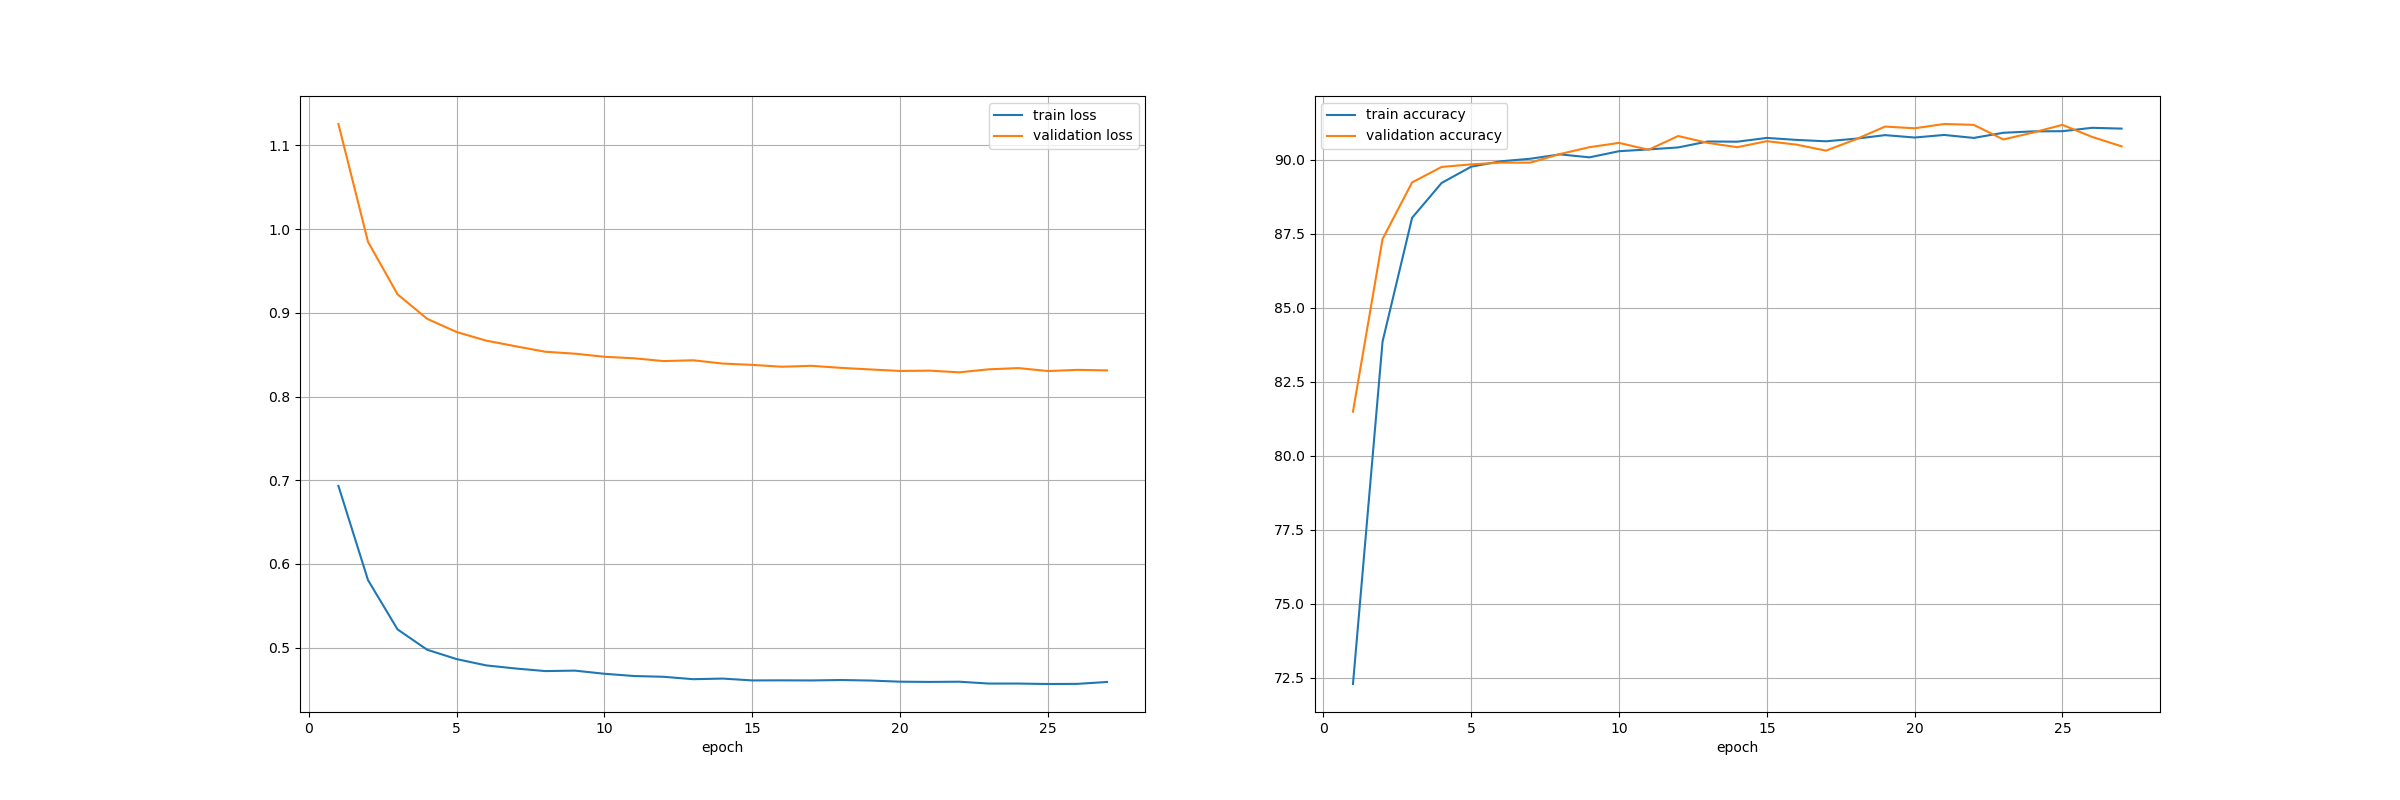 train loss
validation loss
1.1
1.0
0.9
0.8
0.7
0.6
0.5
0 5 10 15 20 25
epoch
train accuracy
validation accuracy
90.0
87.5
85.0
82.5
80.0
77.5
75.0
72.5
0 5 10 15 20 25
epoch